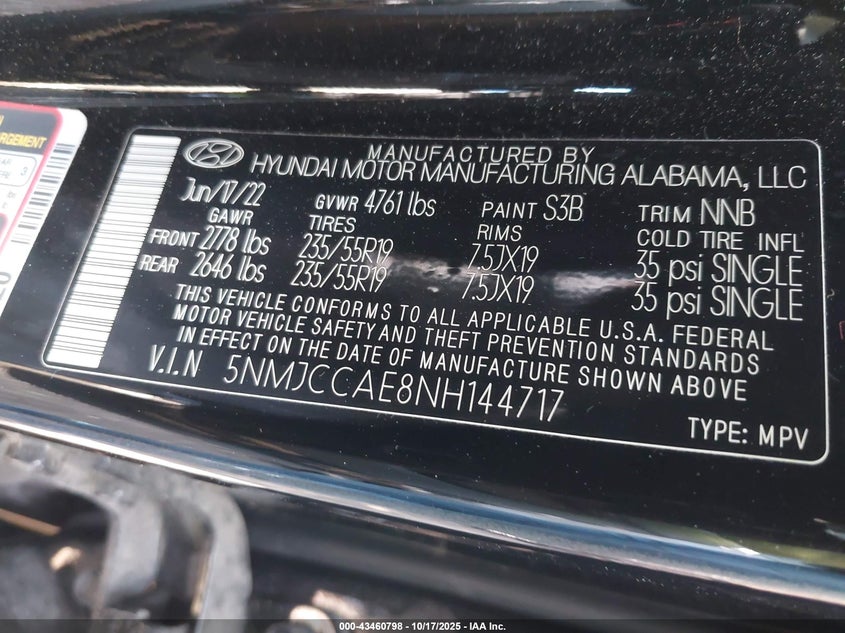 ARGEMENT
3
MANUFACTURED BY
HYUNDAI MOTOR MANUFACTURING ALABAMA, LLC
Jun/17/22 GVWR 4761 lbs PAINT S3B TRIM NNB
GAWR TIRES RIMS COLD TIRE INFL
FRONT 2778 lbs 235/55R19 7.5JX19 35 psi SINGLE
REAR 2646 lbs 235/55R19 7.5JX19 35 psi SINGLE
THIS VEHICLE CONFORMS TO ALL APPLICABLE U.S.A. FEDERAL
MOTOR VEHICLE SAFETY AND THEFT PREVENTION STANDARDS
IN EFFECT ON THE DATE OF MANUFACTURE SHOWN ABOVE
V.I.N 5NMJCCAE8NH144717
TYPE: MPV
000-43460798 - 10/17/2025 - IAA Inc.